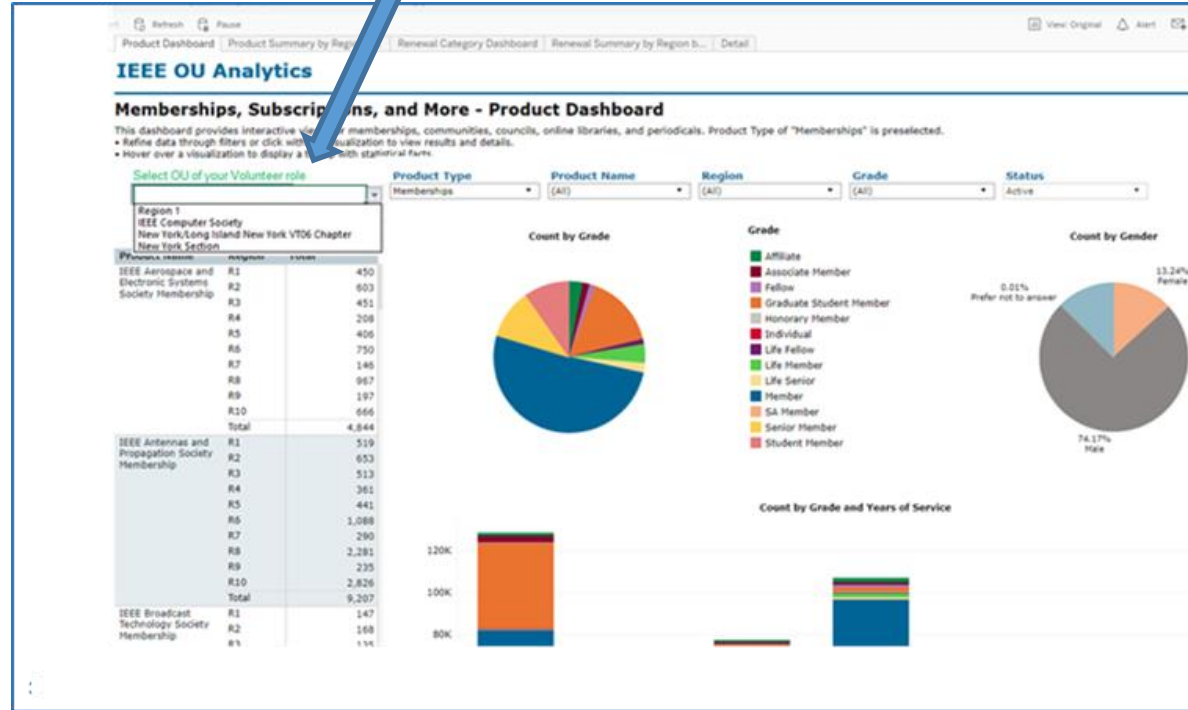 Refresh Pause View: Original Alert
Product Dashboard Product Summary by Regi Renewal Category Dashboard Renewal Summary by Region b... Detail
IEEE OU Analytics
Memberships, Subscriptions, and More - Product Dashboard
This dashboard provides interactive memberships, communities, councils, online libraries, and periodicals. Product Type of "Memberships" is preselected.
• Refine data through filters or click visualization to view results and details.
• Hover over a visualization to display a with statistical facts.
Select OU of your Volunteer role Product Type Product Name Region Grade Status
Memberships (All) (All) (All) Active
Region 1
IEEE Computer Society
New York/Long Island New York VT06 Chapter
New York Section
Product Name Region Total
IEEE Aerospace and Electronic Systems Society Membership
R1 450
R2 603
R3 451
R4 208
R5 406
R6 750
R7 146
R8 967
R9 197
R10 666
Total 4,844
IEEE Antennas and Propagation Society Membership
R1 519
R2 653
R3 513
R4 361
R5 441
R6 1,088
R7 290
R8 2,281
R9 235
R10 2,826
Total 9,207
IEEE Broadcast Technology Society Membership
R1 147
R2 168
R3 135
Count by Grade
Grade
Affiliate
Associate Member
Fellow
Graduate Student Member
Honorary Member
Individual
Life Fellow
Life Member
Life Senior
Member
SA Member
Senior Member
Student Member
Count by Gender
13.24%
Female
0.01%
Prefer not to answer
74.17%
Male
Count by Grade and Years of Service
120K
100K
80K